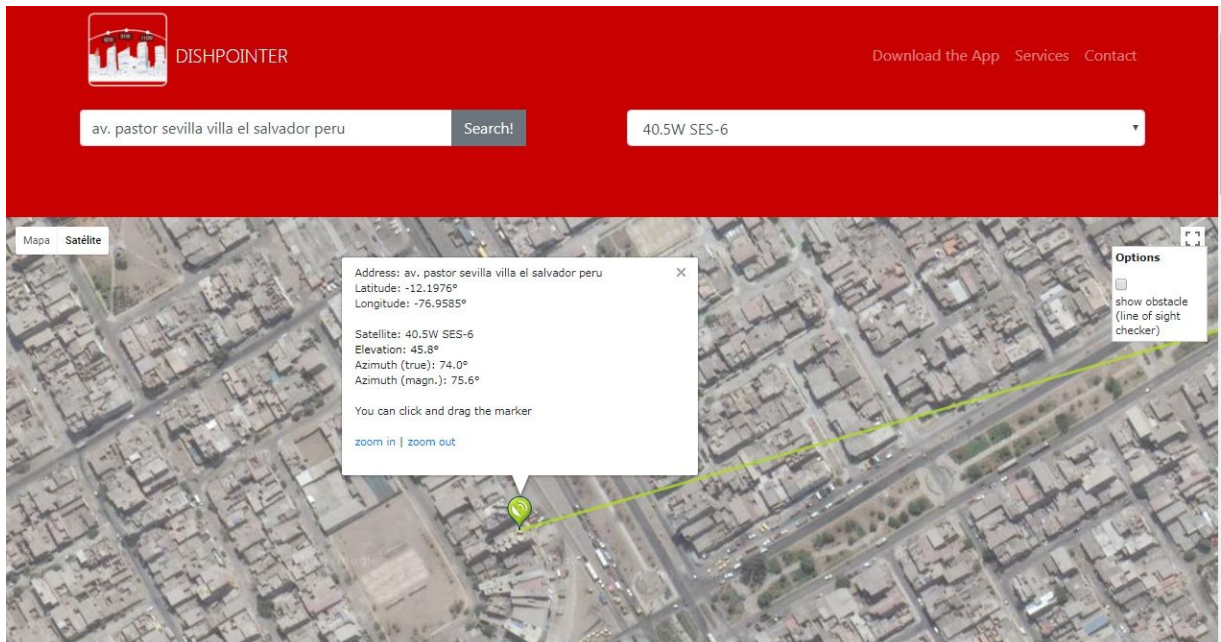 DISHPOINTER
Download the App Services Contact
av. pastor sevilla villa el salvador peru Search!
40.5W SES-6
Mapa Satélite
Address: av. pastor sevilla villa el salvador peru
Latitude: -12.1976°
Longitude: -76.9585°
Satellite: 40.5W SES-6
Elevation: 45.8°
Azimuth (true): 74.0°
Azimuth (magn.): 75.6°
You can click and drag the marker
zoom in | zoom out
Options
show obstacle
(line of sight
checker)